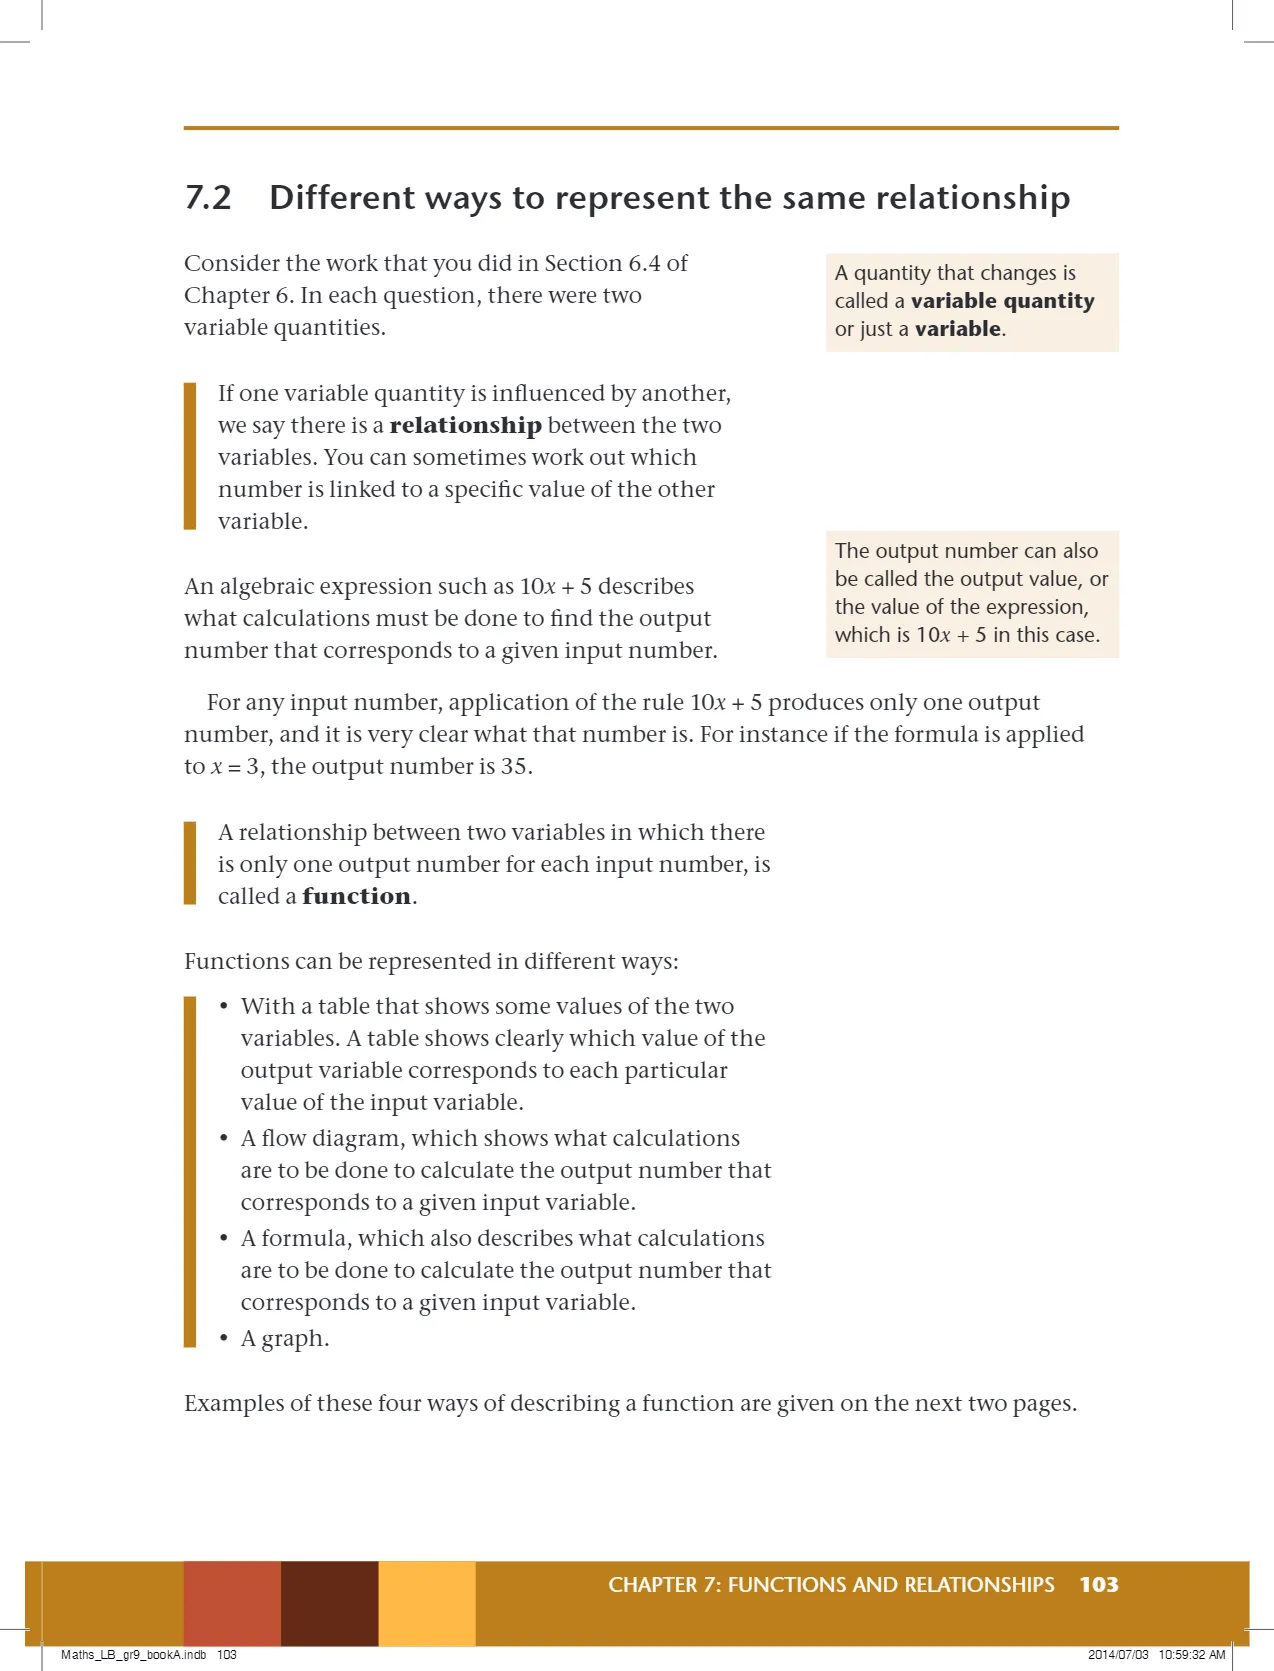 7.2 Different ways to represent the same relationship
Consider the work that you did in Section 6.4 of
Chapter 6. In each question, there were two
variable quantities.
A quantity that changes is
called a variable quantity
or just a variable.
If one variable quantity is influenced by another,
we say there is a relationship between the two
variables. You can sometimes work out which
number is linked to a specific value of the other
variable.
An algebraic expression such as 10x + 5 describes
what calculations must be done to find the output
number that corresponds to a given input number.
The output number can also
be called the output value, or
the value of the expression,
which is 10x + 5 in this case.
For any input number, application of the rule 10x + 5 produces only one output
number, and it is very clear what that number is. For instance if the formula is applied
to x = 3, the output number is 35.
A relationship between two variables in which there
is only one output number for each input number, is
called a function.
Functions can be represented in different ways:
• With a table that shows some values of the two
variables. A table shows clearly which value of the
output variable corresponds to each particular
value of the input variable.
• A flow diagram, which shows what calculations
are to be done to calculate the output number that
corresponds to a given input variable.
• A formula, which also describes what calculations
are to be done to calculate the output number that
corresponds to a given input variable.
• A graph.
Examples of these four ways of describing a function are given on the next two pages.
CHAPTER 7: FUNCTIONS AND RELATIONSHIPS 103
Maths_LB_gr9_bookA.indb 103
2014/07/03 10:59:32 AM